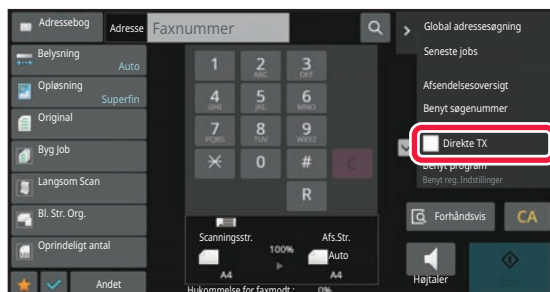 Adressebog
Adresse
Faxnummer
Global adressesøgning
Seneste jobs
Belysning
Auto
Opløsning
Superfin
Original
Byg Job
Langsom Scan
Bl. Str. Org.
Oprindeligt antal
Andet
1
2
ABC
3
DEF
4
GHI
5
JKL
6
MNO
7
PQRS
8
TUV
9
WXYZ
0
#
C
R
Scanningsstr.
Afs.Str.
100%
Auto
A4
A4
Hukommelse for faxmodt.: 0%
Afsendelsesoversigt
Benyt søgenummer
Direkte TX
Benyt program
Benyt reg. Indstillinger
Forhåndsvis
CA
Højtaler